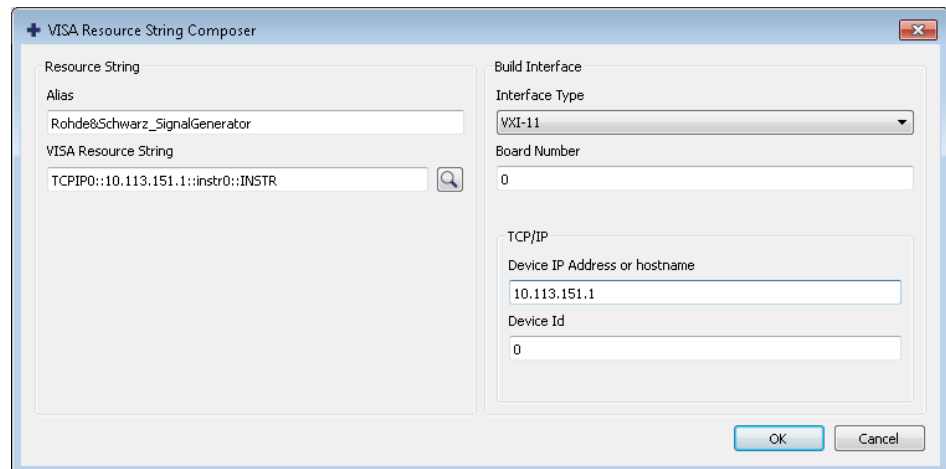 VISA Resource String Composer
Resource String
Alias
Rohde&Schwarz_SignalGenerator
VISA Resource String
TCPIP0::10.113.151.1::instr0::INSTR
Build Interface
Interface Type
VXI-11
Board Number
0
TCP/IP
Device IP Address or hostname
10.113.151.1
Device Id
0
OK
Cancel